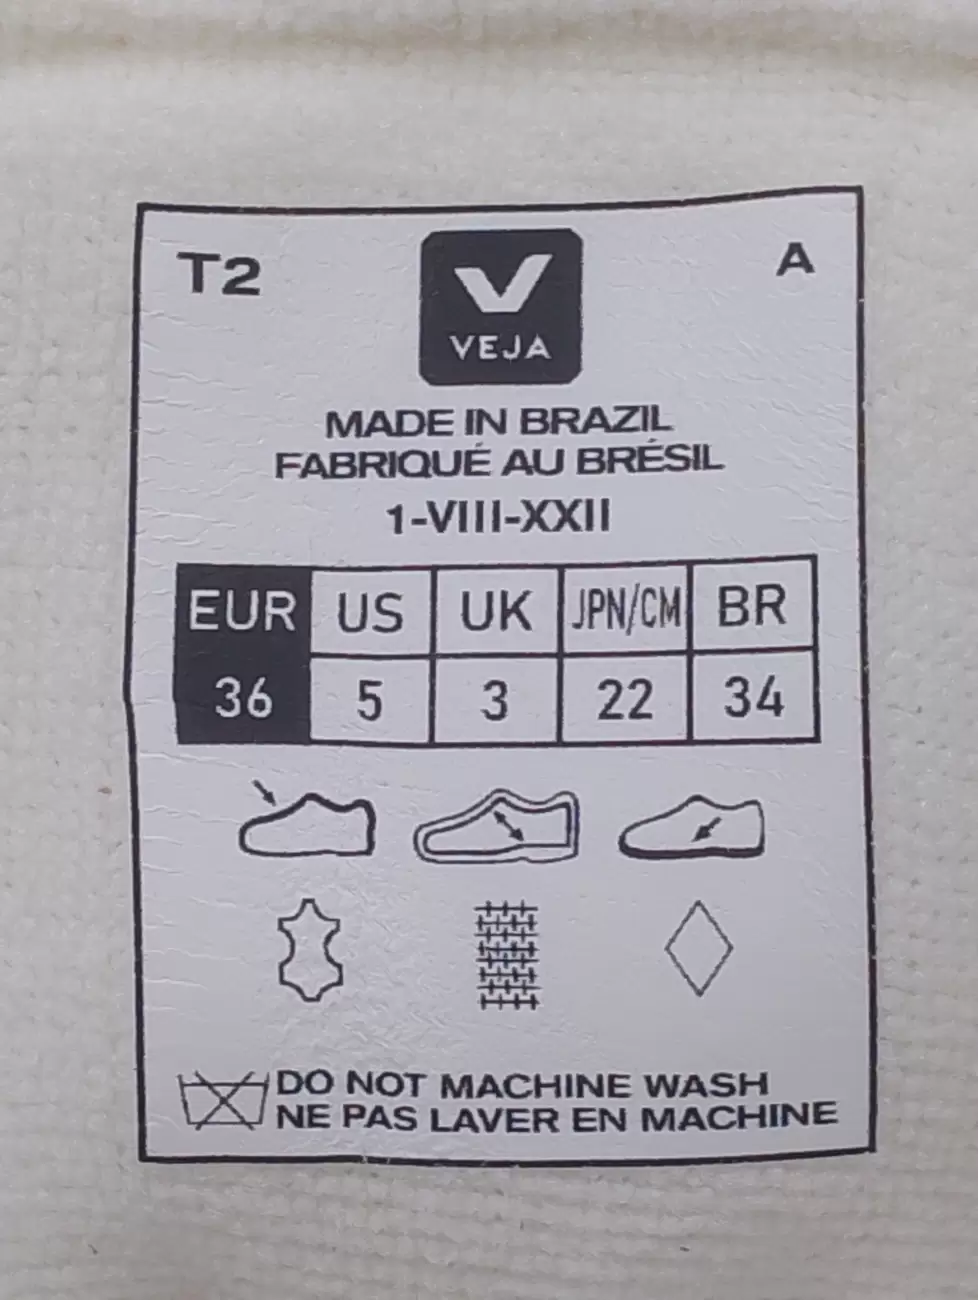 T2
A
VEJA
MADE IN BRAZIL
FABRIQUÉ AU BRÉSIL
1-VIII-XXII
EUR US UK JPN/CM BR
36 5 3 22 34
DO NOT MACHINE WASH
NE PAS LAVER EN MACHINE